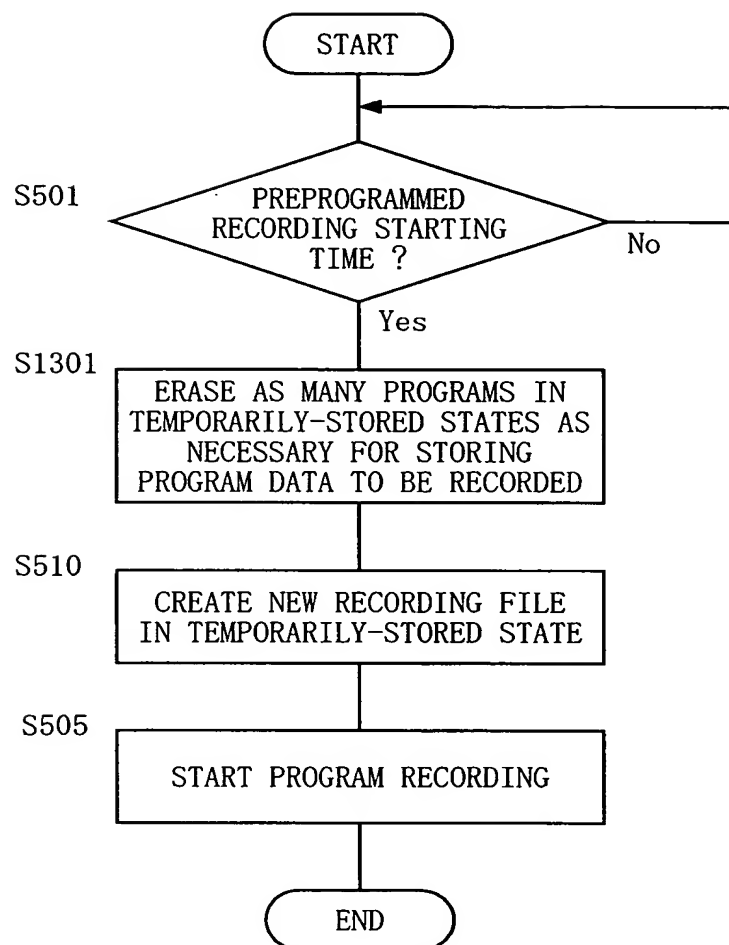 START
S501
PREPROGRAMMED
RECORDING STARTING
TIME ?
No
Yes
S1301
ERASE AS MANY PROGRAMS IN
TEMPORARILY-STORED STATES AS
NECESSARY FOR STORING
PROGRAM DATA TO BE RECORDED
S510
CREATE NEW RECORDING FILE
IN TEMPORARILY-STORED STATE
S505
START PROGRAM RECORDING
END